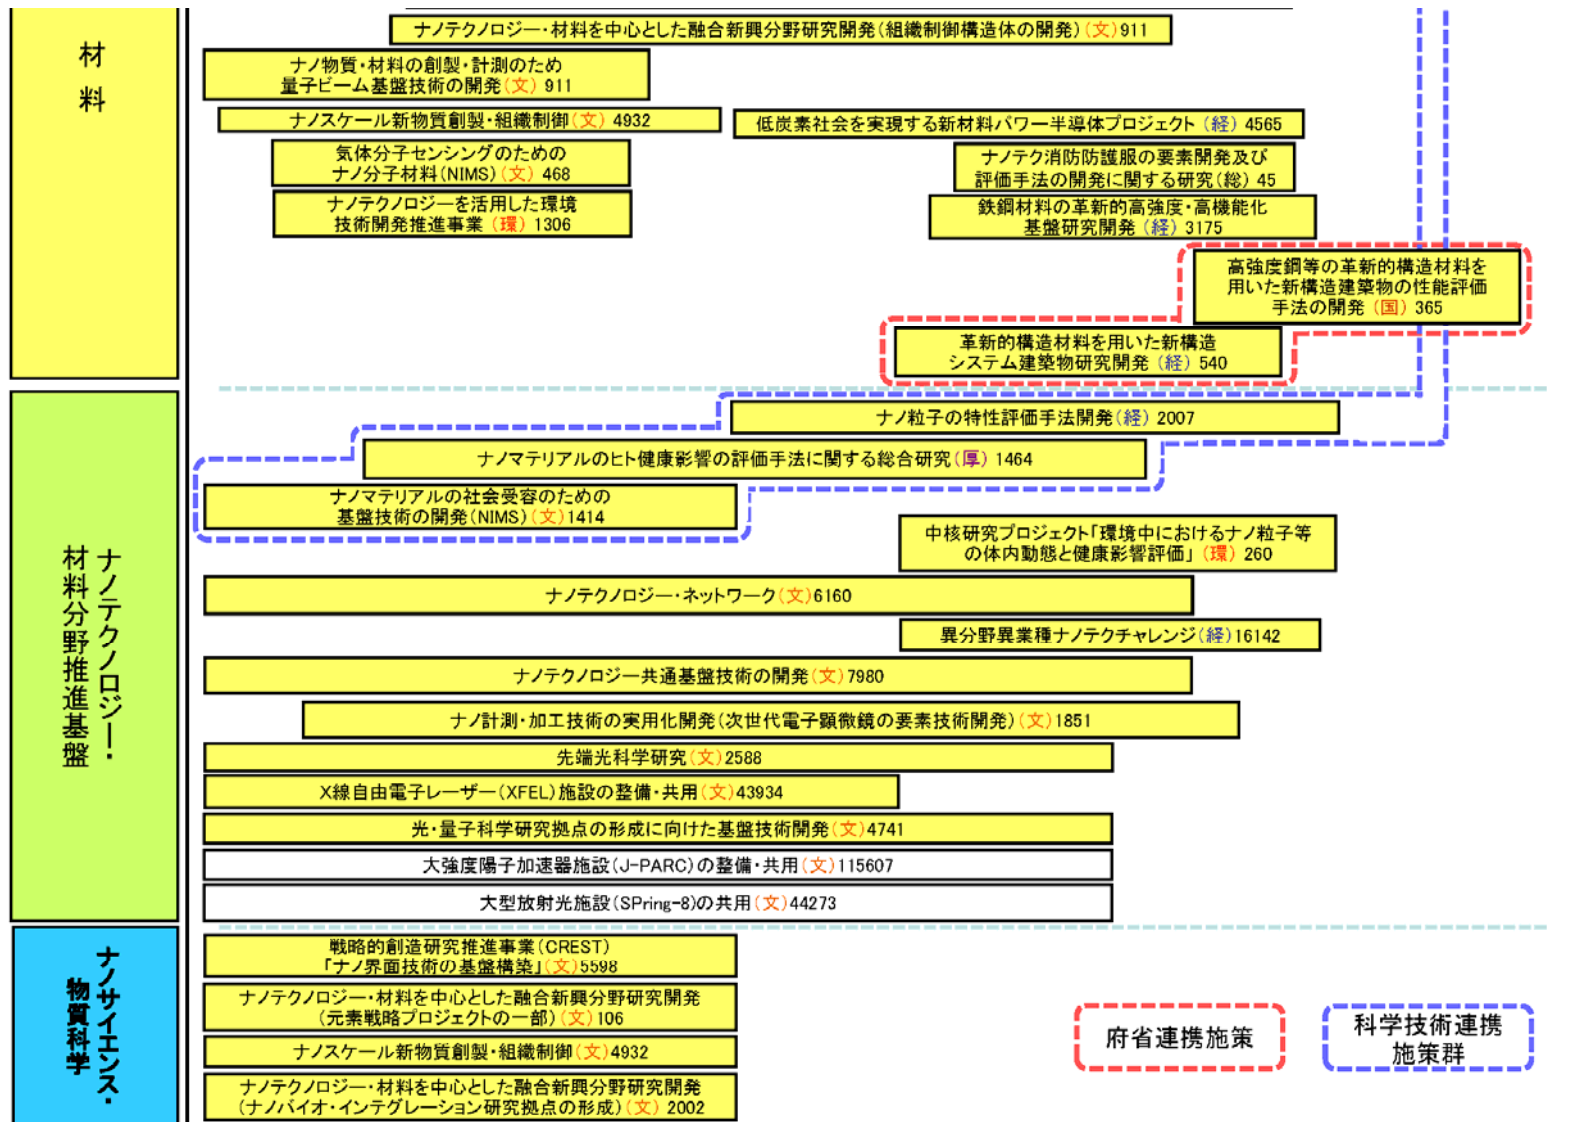 材料
ナノテクノロジー・材料を中心とした融合新興分野研究開発(組織制御構造体の開発)(文)911
ナノ物質・材料の創製・計測のため
量子ビーム基盤技術の開発(文) 911
ナノスケール新物質創製・組織制御(文) 4932
低炭素社会を実現する新材料パワー半導体プロジェクト (経) 4565
気体分子センシングのための
ナノ分子材料(NIMS)(文) 468
ナノテク消防防護服の要素開発及び
評価手法の開発に関する研究(総) 45
ナノテクノロジーを活用した環境
技術開発推進事業 (環) 1306
鉄鋼材料の革新的高強度・高機能化
基盤研究開発 (経) 3175
高強度鋼等の革新的構造材料を
用いた新構造建築物の性能評価
手法の開発 (国) 365
革新的構造材料を用いた新構造
システム建築物研究開発 (経) 540
ナノテクノロジー・
材料分野推進基盤
ナノ粒子の特性評価手法開発(経) 2007
ナノマテリアルのヒト健康影響の評価手法に関する総合研究(厚) 1464
ナノマテリアルの社会受容のための
基盤技術の開発(NIMS)(文)1414
中核研究プロジェクト「環境中におけるナノ粒子等
の体内動態と健康影響評価」(環) 260
ナノテクノロジー・ネットワーク(文)6160
異分野異業種ナノテクチャレンジ(経)16142
ナノテクノロジー共通基盤技術の開発(文)7980
ナノ計測・加工技術の実用化開発(次世代電子顕微鏡の要素技術開発)(文)1851
先端光科学研究(文)2588
X線自由電子レーザー(XFEL)施設の整備・共用(文)43934
光・量子科学研究拠点の形成に向けた基盤技術開発(文)4741
大強度陽子加速器施設(J-PARC)の整備・共用(文)115607
大型放射光施設(SPring-8)の共用(文)44273
ナノサイエンス・
物質科学
戦略的創造研究推進事業(CREST)
「ナノ界面技術の基盤構築」(文)5598
ナノテクノロジー・材料を中心とした融合新興分野研究開発
(元素戦略プロジェクトの一部)(文)106
ナノスケール新物質創製・組織制御(文)4932
ナノテクノロジー・材料を中心とした融合新興分野研究開発
(ナノバイオ・インテグレーション研究拠点の形成)(文) 2002
府省連携施策
科学技術連携
施策群